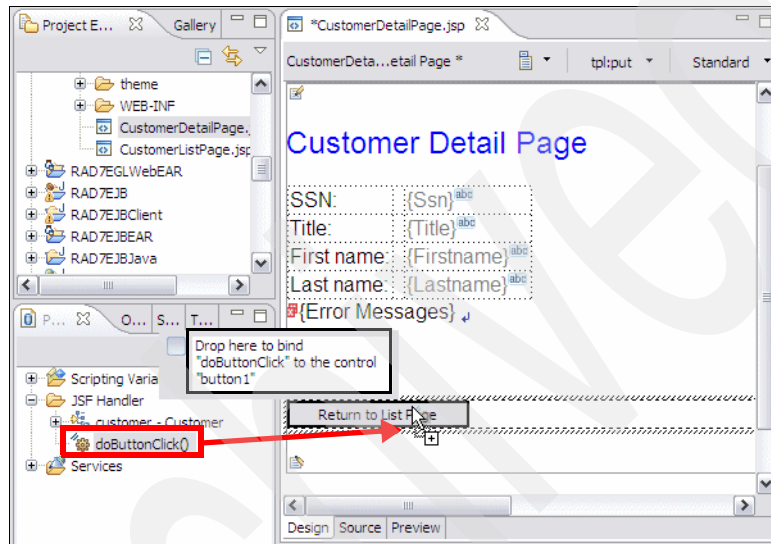 Project E...
Gallery
theme
WEB-INF
CustomerDetailPage.
CustomerListPage.jsp
RAD7EGLWebEAR
RAD7EJB
RAD7EJBClient
RAD7EJBEAR
RAD7EJBJava
P...
O...
S...
T...
Scripting Varia
JSF Handler
customer - Customer
doButtonClick()
Services
Drop here to bind
"doButtonClick" to the control
"button1"
*CustomerDetailPage.jsp
CustomerDeta...etail Page *
tpl:put
Standard
Customer Detail Page
SSN: {Ssn} abc
Title: {Title} abc
First name: {Firstname} abc
Last name: {Lastname} abc
{Error Messages}
Return to List Page
Design Source Preview